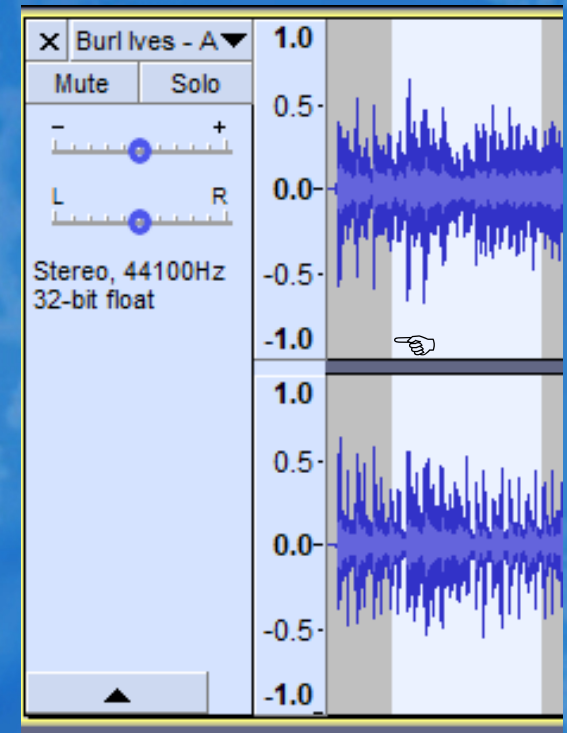 × Burl Ives - A▼
Mute Solo
- +
L R
Stereo, 44100Hz
32-bit float
1.0
0.5-
0.0-
-0.5-
-1.0
1.0
0.5-
0.0-
-0.5-
-1.0